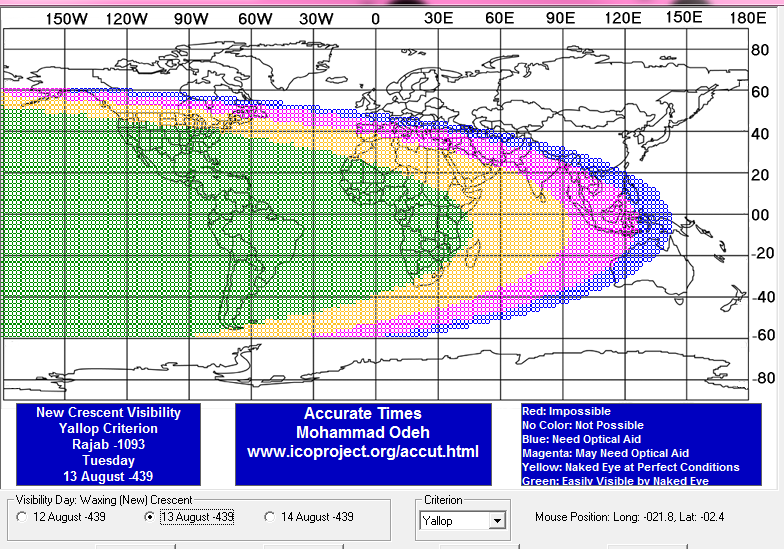 150W 120W 90W 60W 30W 0 30E 60E 90E 120E 150E 180E
80
60
40
20
00
-20
-40
-60
-80
New Crescent Visibility
Yallop Criterion
Rajab -1093
Tuesday
13 August -439
Accurate Times
Mohammad Odeh
www.icoproject.org/accut.html
Red: Impossible
No Color: Not Possible
Blue: Need Optical Aid
Magenta: May Need Optical Aid
Yellow: Naked Eye at Perfect Conditions
Green: Easily Visible by Naked Eye
Visibility Day: Waxing (New) Crescent
12 August -439 13 August -439 14 August -439
Criterion
Yallop
Mouse Position: Long: -021.8, Lat: -02.4